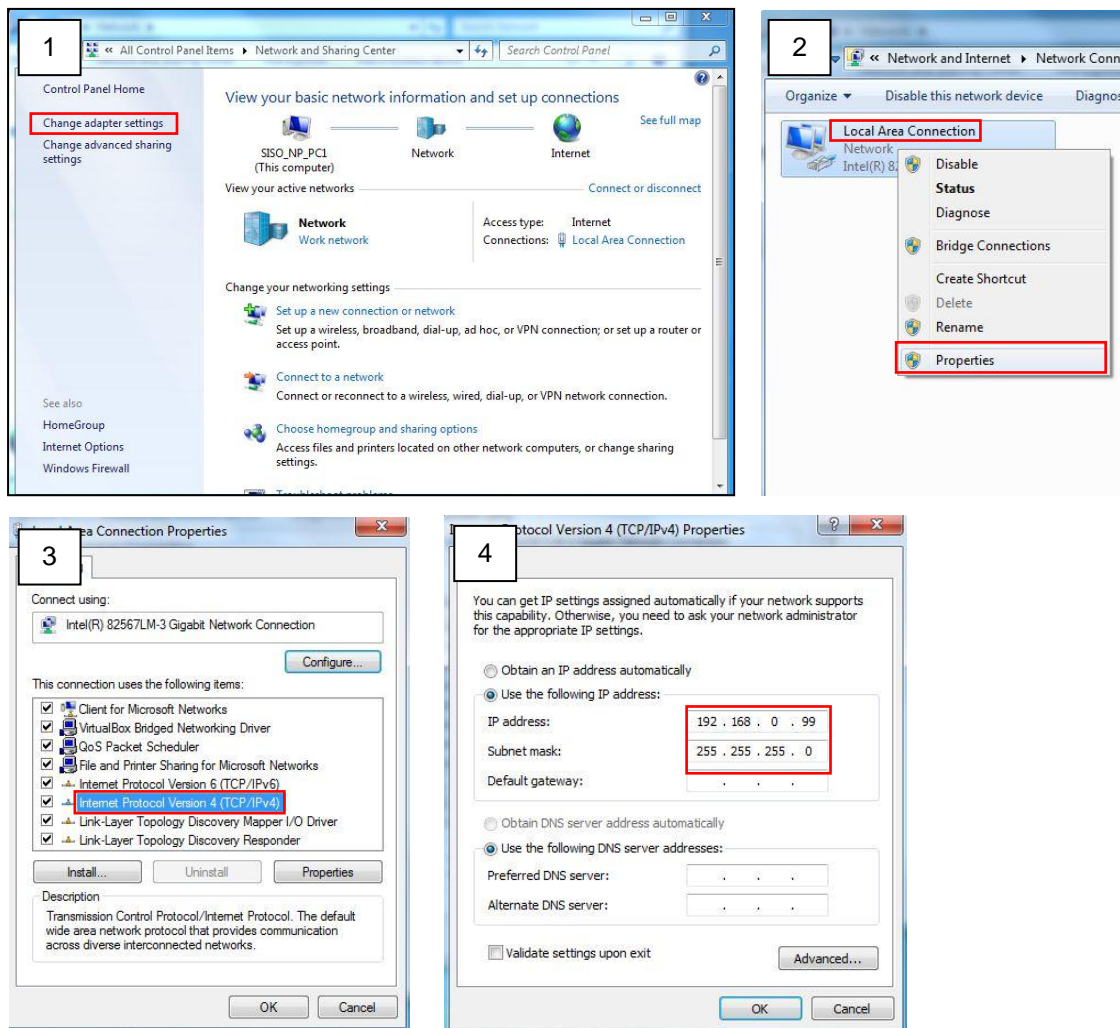 1
« All Control Panel Items Network and Sharing Center
Search Control Panel
Control Panel Home
Change adapter settings
Change advanced sharing
settings
See also
HomeGroup
Internet Options
Windows Firewall
View your basic network information and set up connections
See full map
SISO_NP_PC1
(This computer)
Network
Internet
View your active networks
Connect or disconnect
Network
Work network
Access type: Internet
Connections: Local Area Connection
Change your networking settings
Set up a new connection or network
Set up a wireless, broadband, dial-up, ad hoc, or VPN connection; or set up a router or
access point.
Connect to a network
Connect or reconnect to a wireless, wired, dial-up, or VPN network connection.
Choose homegroup and sharing options
Access files and printers located on other network computers, or change sharing
settings.
Troubleshoot problems
2
« Network and Internet Network Conn
Organize Disable this network device Diagnos
Local Area Connection
Network
Intel(R) 8
Disable
Status
Diagnose
Bridge Connections
Create Shortcut
Delete
Rename
Properties
3
ea Connection Properties
Connect using:
Intel(R) 82567LM-3 Gigabit Network Connection
Configure...
This connection uses the following items:
Client for Microsoft Networks
VirtualBox Bridged Networking Driver
QoS Packet Scheduler
File and Printer Sharing for Microsoft Networks
Internet Protocol Version 6 (TCP/IPv6)
Internet Protocol Version 4 (TCP/IPv4)
Link-Layer Topology Discovery Mapper I/O Driver
Link-Layer Topology Discovery Responder
Install... Uninstall Properties
Description
Transmission Control Protocol/Internet Protocol. The default
wide area network protocol that provides communication
across diverse interconnected networks.
OK Cancel
4
otocol Version 4 (TCP/IPv4) Properties
You can get IP settings assigned automatically if your network supports
this capability. Otherwise, you need to ask your network administrator
for the appropriate IP settings.
Obtain an IP address automatically
Use the following IP address:
IP address: 192 . 168 . 0 . 99
Subnet mask: 255 . 255 . 255 . 0
Default gateway: . . .
Obtain DNS server address automatically
Use the following DNS server addresses:
Preferred DNS server: . . .
Alternate DNS server: . . .
Validate settings upon exit
Advanced...
OK Cancel